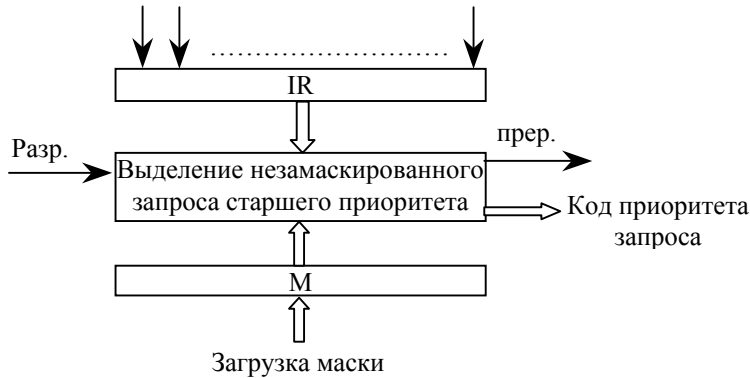 IR
Разр.
прер.
Выделение незамаскированного
запроса старшего приоритета
Код приоритета
запроса
М
Загрузка маски